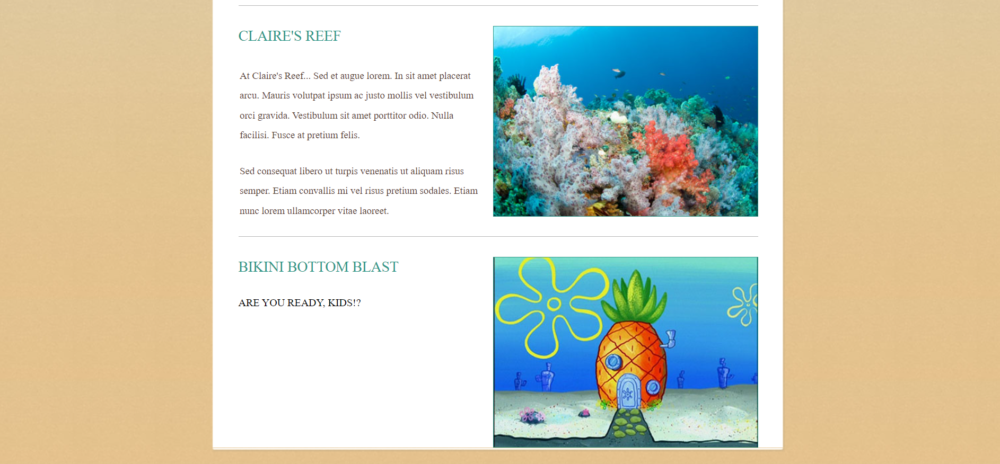 CLAIRE'S REEF
At Claire's Reef... Sed et augue lorem. In sit amet placerat
arcu. Mauris volutpat ipsum ac justo mollis vel vestibulum
orci gravida. Vestibulum sit amet porttitor odio. Nulla
facilisi. Fusce at pretium felis.
Sed consequat libero ut turpis venenatis ut aliquam risus
semper. Etiam convallis mi vel risus pretium sodales. Etiam
nunc lorem ullamcorper vitae laoreet.
BIKINI BOTTOM BLAST
ARE YOU READY, KIDS!?